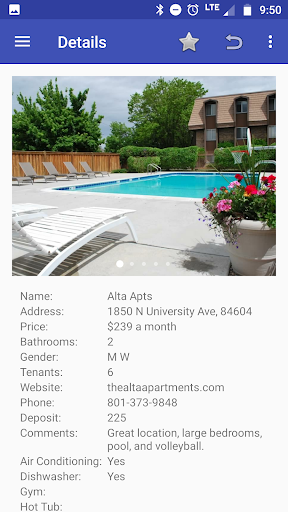 LTE 9:50
Details
Name: Alta Apts
Address: 1850 N University Ave, 84604
Price: $239 a month
Bathrooms: 2
Gender: M W
Tenants: 6
Website: thealtaapartments.com
Phone: 801-373-9848
Deposit: 225
Comments: Great location, large bedrooms,
pool, and volleyball.
Air Conditioning: Yes
Dishwasher: Yes
Gym:
Hot Tub: